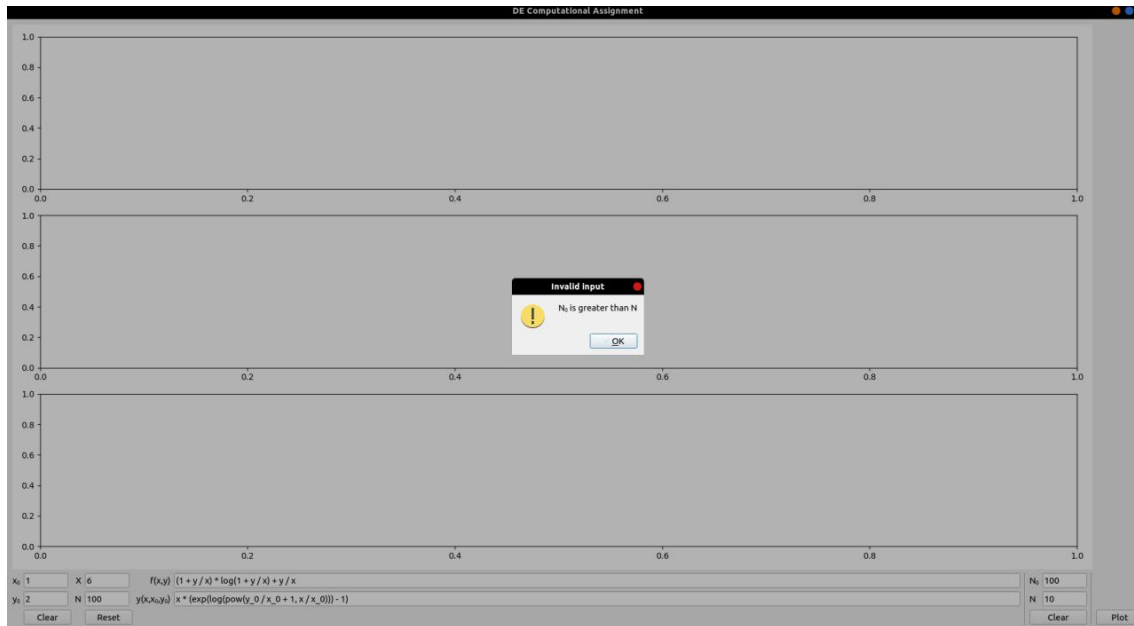 DE Computational Assignment
1.0
0.8
0.6
0.4
0.2
0.0
0.0 0.2 0.4 0.6 0.8 1.0
1.0
0.8
0.6
0.4
0.2
0.0
0.0 0.2 0.4 0.6 0.8 1.0
1.0
0.8
0.6
0.4
0.2
0.0
0.0 0.2 0.4 0.6 0.8 1.0
Invalid input
N₀ is greater than N
OK
x₀ 1 X 6 f'(x,y) (1 + y / x) * log(1 + y / x) + y / x N₀ 100
y₀ 2 N 100 y(x,x₀,y₀) x * (exp(log(pow(y_0 / x_0 + 1, x / x_0))) - 1) N 10
Clear Reset Clear Plot